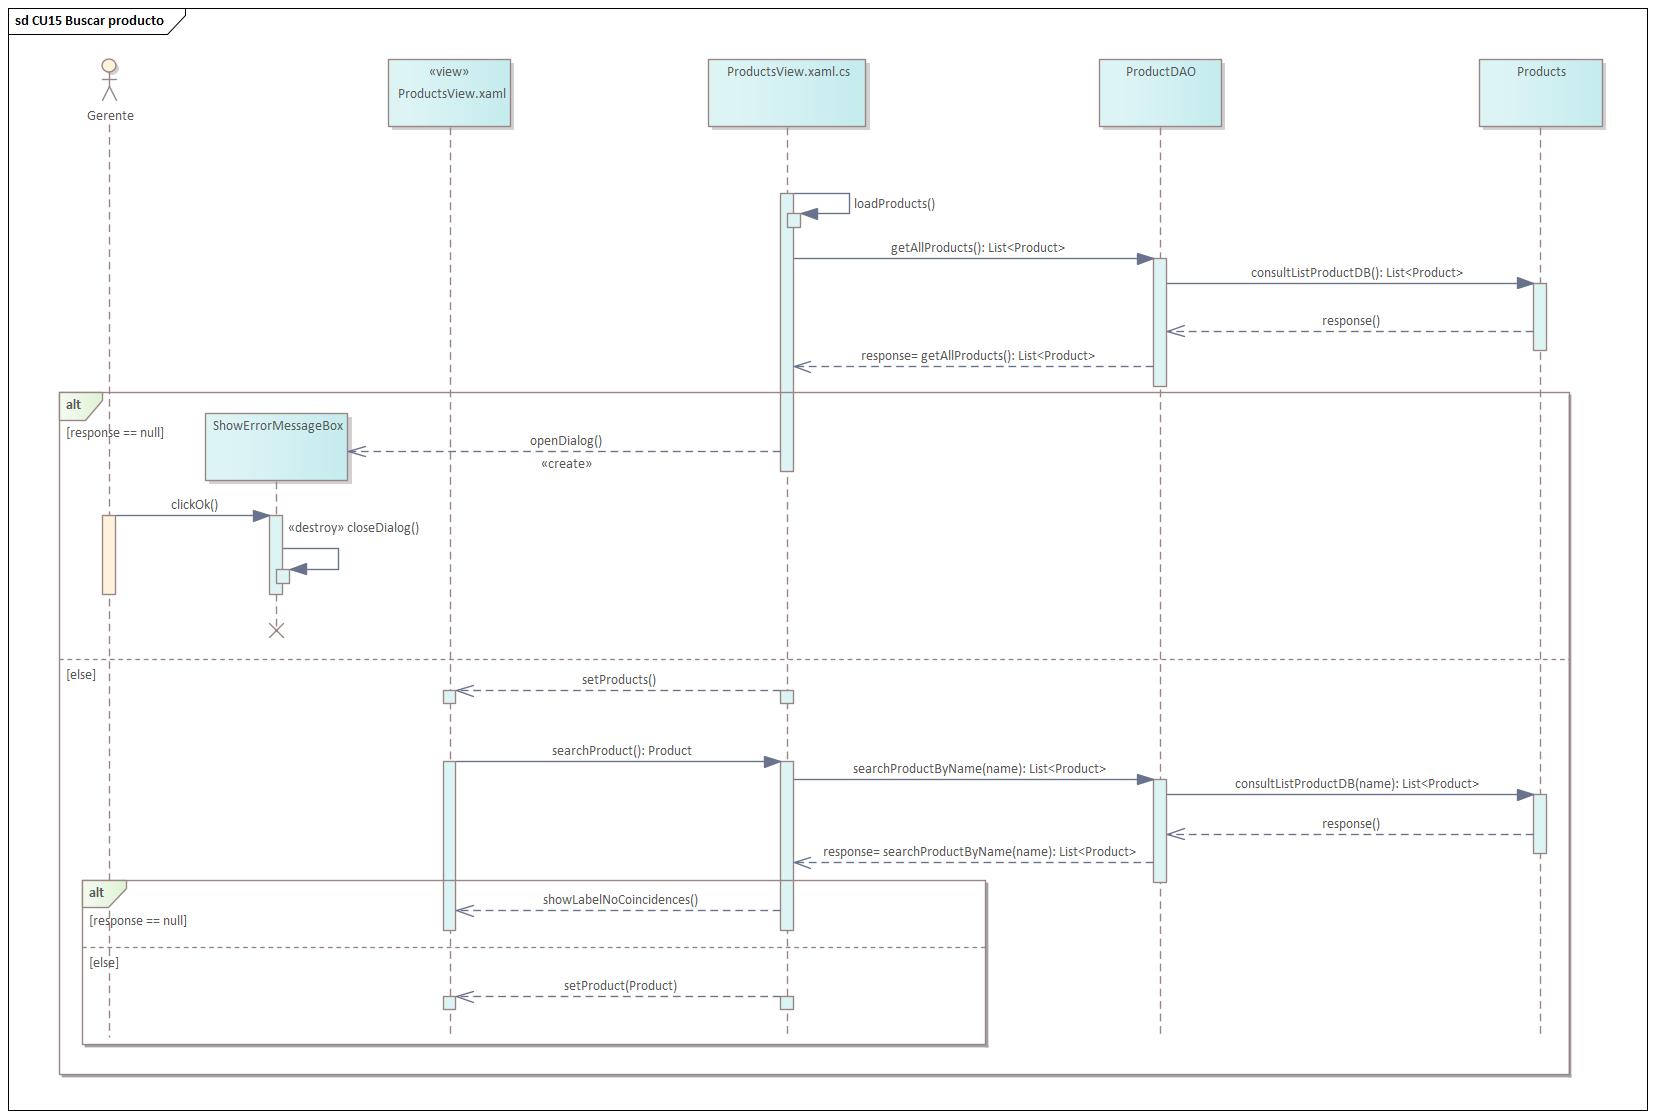 sd CU15 Buscar producto
Gerente
«view»
ProductsView.xaml
ProductsView.xaml.cs
ProductDAO
Products
loadProducts()
getAllProducts(): List<Product>
consultListProductDB(): List<Product>
response()
response= getAllProducts(): List<Product>
alt
[response == null]
ShowErrorMessageBox
openDialog()
«create»
clickOk()
«destroy» closeDialog()
[else]
setProducts()
searchProduct(): Product
searchProductByName(name): List<Product>
consultListProductDB(name): List<Product>
response()
response= searchProductByName(name): List<Product>
alt
[response == null]
showLabelNoCoincidences()
[else]
setProduct(Product)